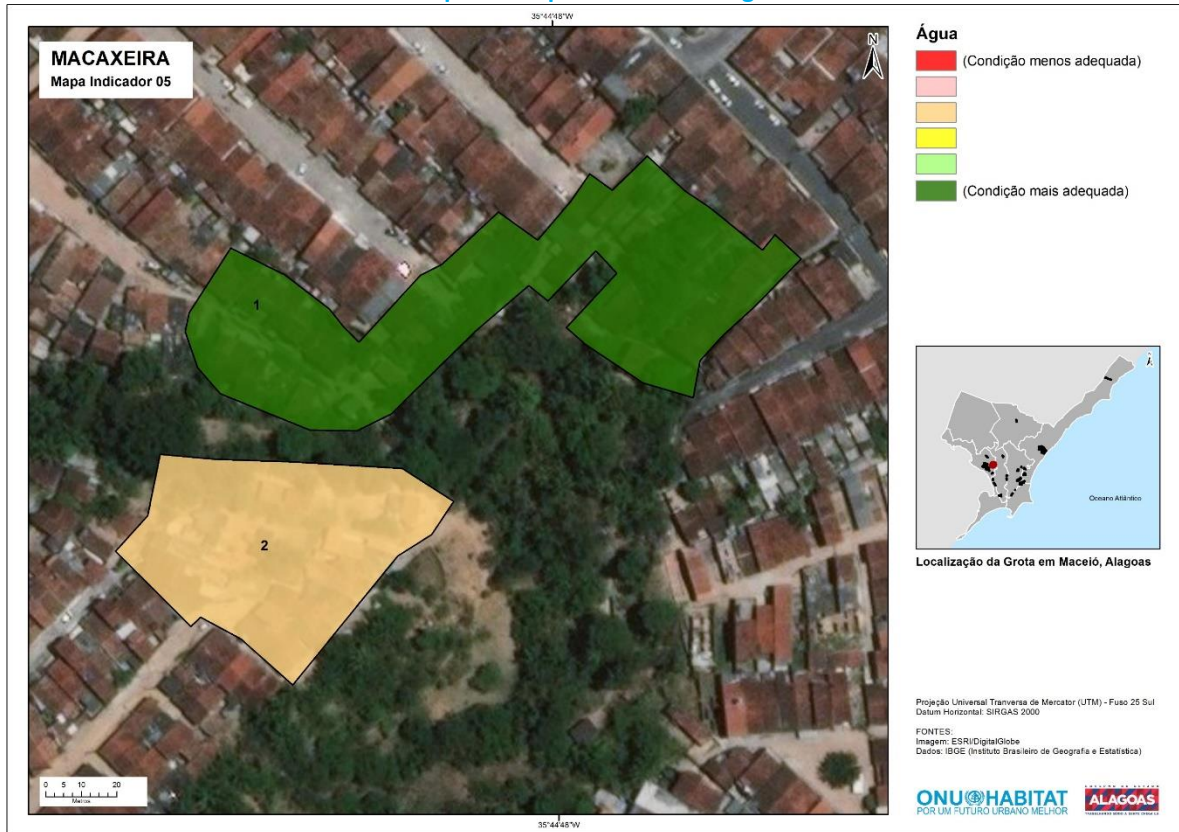 35°44'48"W
MACAXEIRA
Mapa Indicador 05
N
1
2
0 5 10 20
Metros
35°44'48"W
Água
(Condição menos adequada)
(Condição mais adequada)
Oceano Atlântico
Localização da Grota em Maceió, Alagoas
Projeção Universal Tranversa de Mercator (UTM) - Fuso 25 Sul
Datum Horizontal: SIRGAS 2000
FONTES:
Imagem: ESRI/DigitalGlobe
Dados: IBGE (Instituto Brasileiro de Geografia e Estatística)
ONU HABITAT
POR UM FUTURO URBANO MELHOR
ALAGOAS